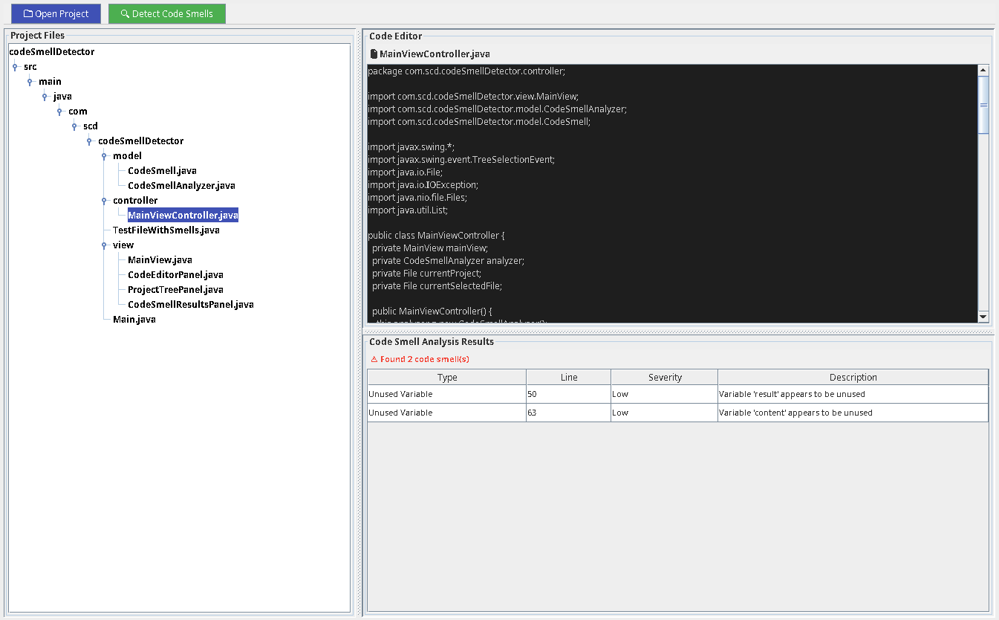 Open Project
Detect Code Smells
Project Files
codeSmellDetector
src
main
java
com
scd
codeSmellDetector
model
CodeSmell.java
CodeSmellAnalyzer.java
controller
MainViewController.java
TestFileWithSmells.java
view
MainView.java
CodeEditorPanel.java
ProjectTreePanel.java
CodeSmellResultsPanel.java
Main.java
Code Editor
MainViewController.java
package com.scd.codeSmellDetector.controller;
import com.scd.codeSmellDetector.view.MainView;
import com.scd.codeSmellDetector.model.CodeSmellAnalyzer;
import com.scd.codeSmellDetector.model.CodeSmell;
import javax.swing.*;
import javax.swing.event.TreeSelectionEvent;
import java.io.File;
import java.io.IOException;
import java.nio.file.Files;
import java.util.List;
public class MainViewController {
private MainView mainView;
private CodeSmellAnalyzer analyzer;
private File currentProject;
private File currentSelectedFile;
public MainViewController() {
Code Smell Analysis Results
⚠ Found 2 code smell(s)
Type Line Severity Description
Unused Variable 50 Low Variable 'result' appears to be unused
Unused Variable 63 Low Variable 'content' appears to be unused